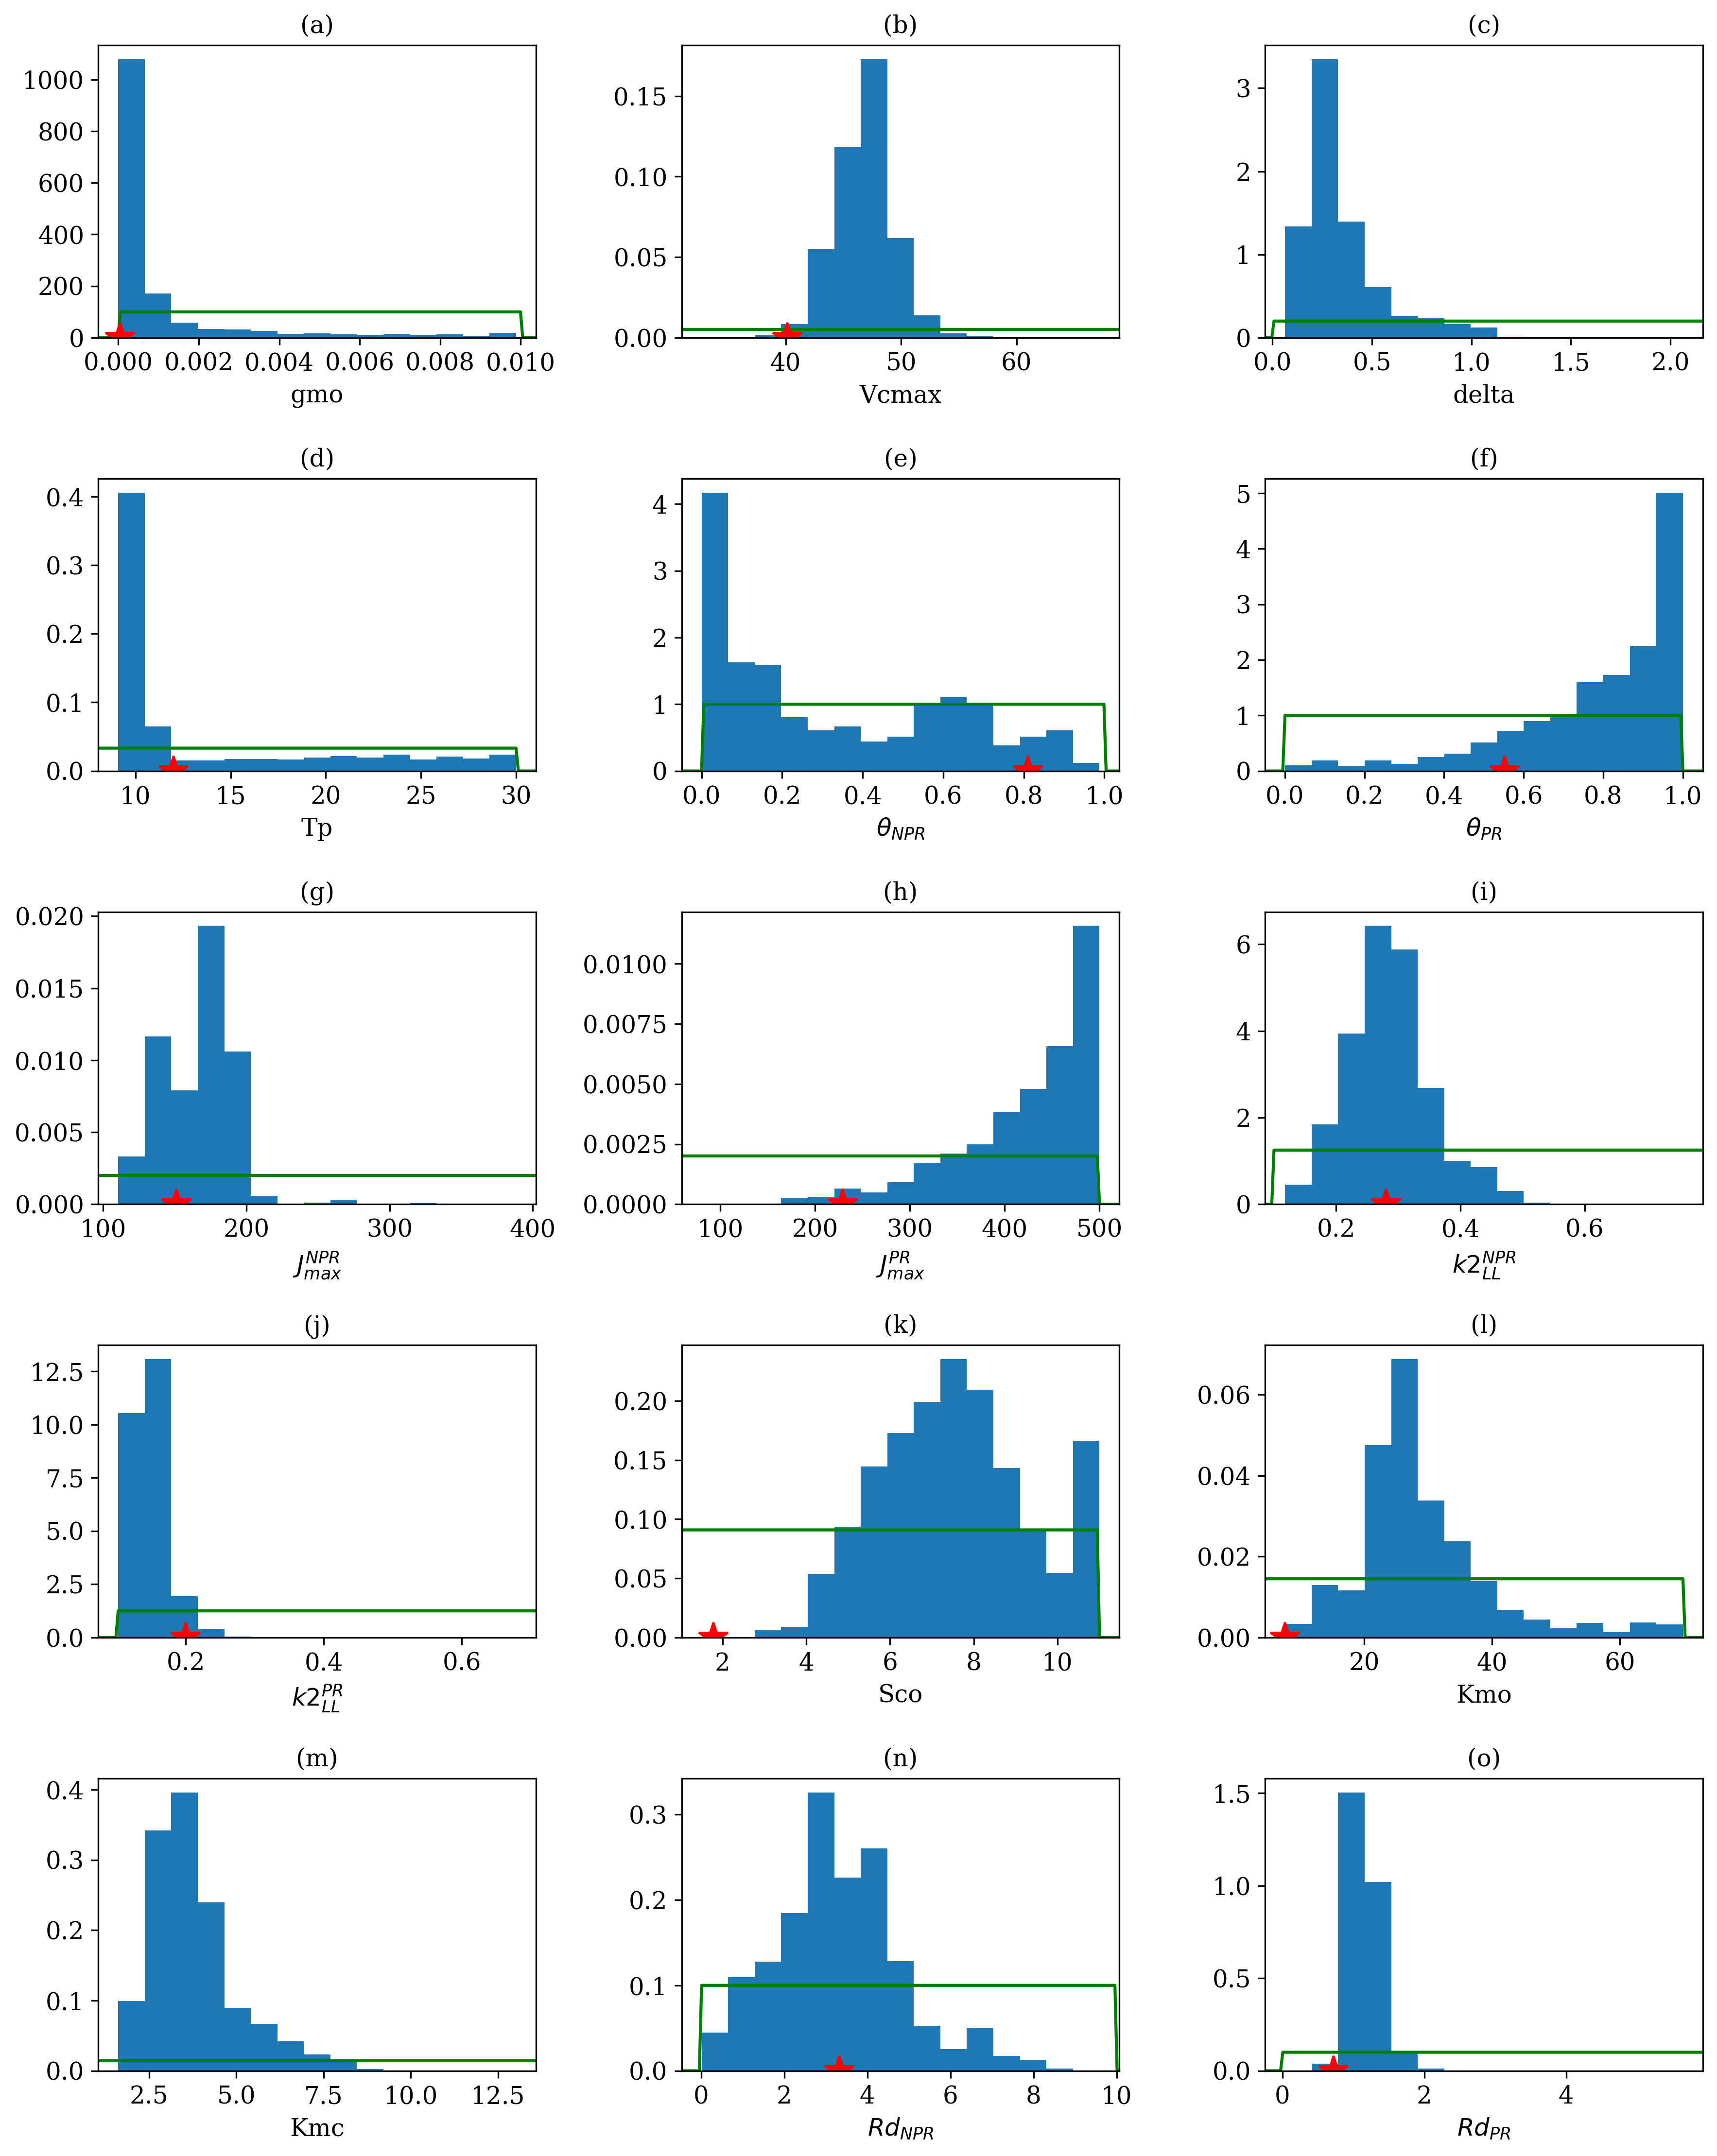 (a) (b) (c)
1000
800
600
400
200
0
0.000 0.002 0.004 0.006 0.008 0.010
gmo
0.15
0.10
0.05
0.00
40 50 60
Vcmax
3
2
1
0
0.0 0.5 1.0 1.5 2.0
delta
(d) (e) (f)
0.4
0.3
0.2
0.1
0.0
10 15 20 25 30
Tp
4
3
2
1
0
0.0 0.2 0.4 0.6 0.8 1.0
θ_NPR
5
4
3
2
1
0
0.0 0.2 0.4 0.6 0.8 1.0
θ_PR
(g) (h) (i)
0.020
0.015
0.010
0.005
0.000
100 200 300 400
J_max^NPR
0.0100
0.0075
0.0050
0.0025
0.0000
100 200 300 400 500
J_max^PR
6
4
2
0
0.2 0.4 0.6
k2_LL^NPR
(j) (k) (l)
12.5
10.0
7.5
5.0
2.5
0.0
0.2 0.4 0.6
k2_LL^PR
0.20
0.15
0.10
0.05
0.00
2 4 6 8 10
Sco
0.06
0.04
0.02
0.00
20 40 60
Kmo
(m) (n) (o)
0.4
0.3
0.2
0.1
0.0
2.5 5.0 7.5 10.0 12.5
Kmc
0.3
0.2
0.1
0.0
0 2 4 6 8 10
Rd_NPR
1.5
1.0
0.5
0.0
0 2 4
Rd_PR